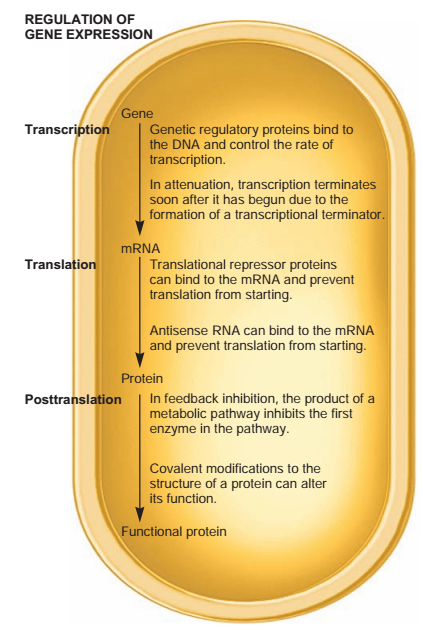 REGULATION OF
GENE EXPRESSION
Gene
Transcription
Genetic regulatory proteins bind to
the DNA and control the rate of
transcription.
In attenuation, transcription terminates
soon after it has begun due to the
formation of a transcriptional terminator.
mRNA
Translation
Translational repressor proteins
can bind to the mRNA and prevent
translation from starting.
Antisense RNA can bind to the mRNA
and prevent translation from starting.
Protein
Posttranslation
In feedback inhibition, the product of a
metabolic pathway inhibits the first
enzyme in the pathway.
Covalent modifications to the
structure of a protein can alter
its function.
Functional protein